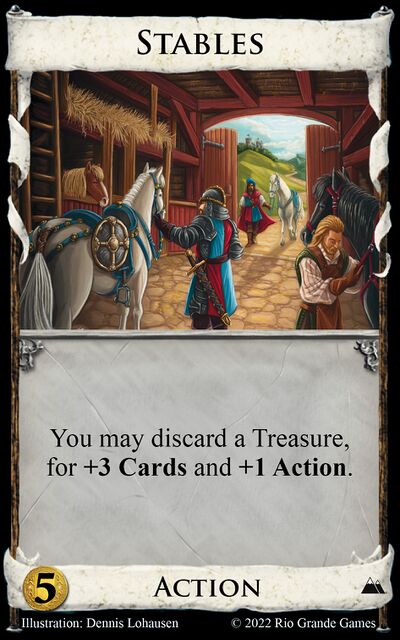 STABLES
You may discard a Treasure,
for +3 Cards and +1 Action.
5
ACTION
Illustration: Dennis Lohausen © 2022 Rio Grande Games